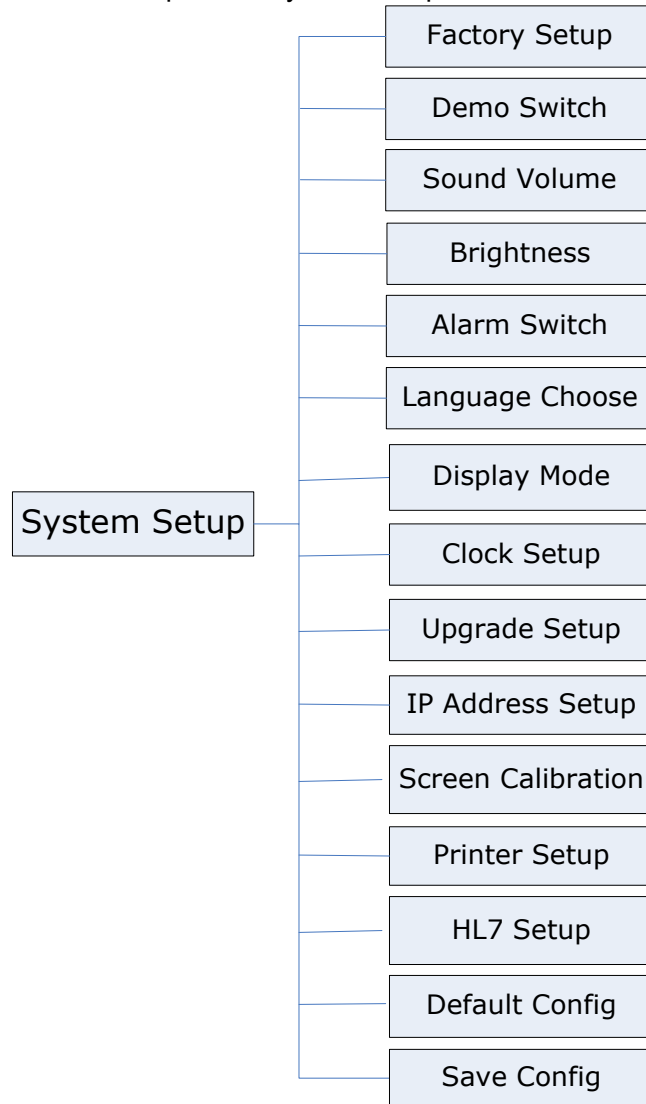 Factory Setup
Demo Switch
Sound Volume
Brightness
Alarm Switch
Language Choose
Display Mode
System Setup
Clock Setup
Upgrade Setup
IP Address Setup
Screen Calibration
Printer Setup
HL7 Setup
Default Config
Save Config